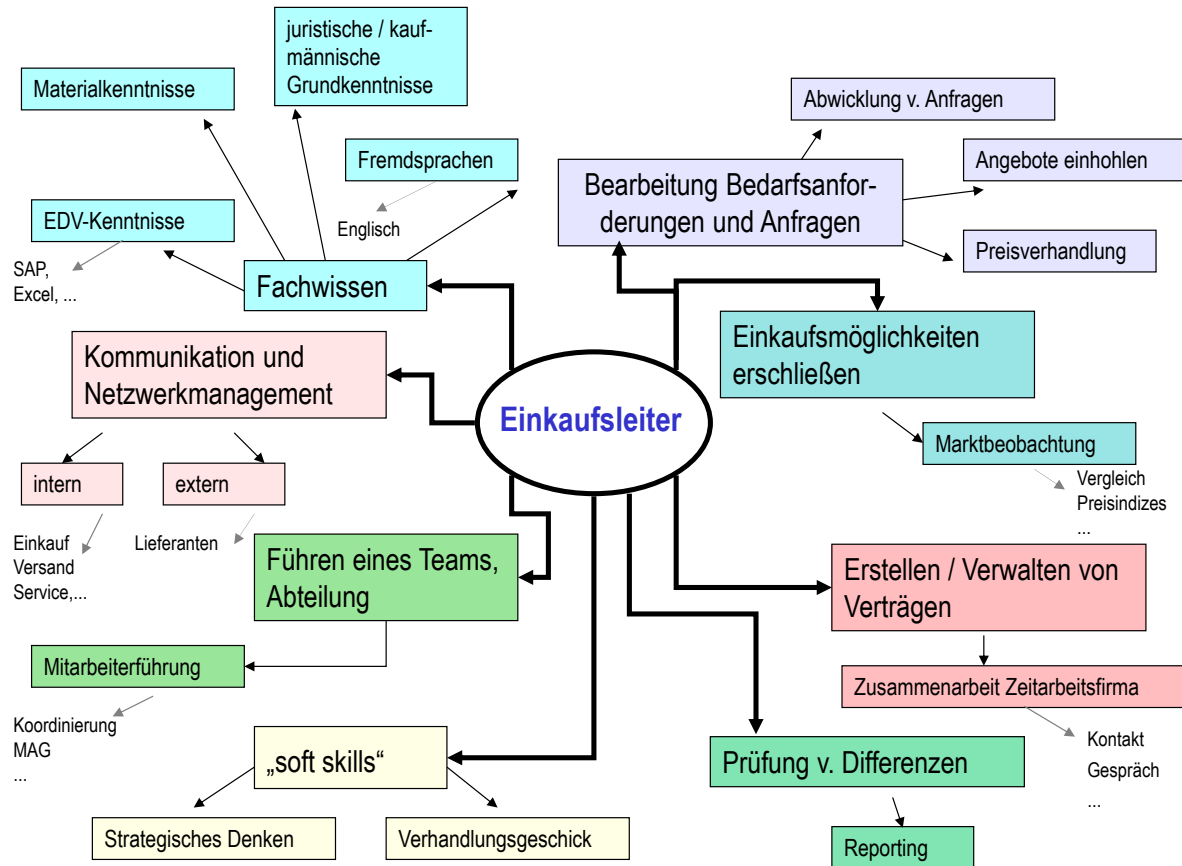 juristische / kauf-
männische
Grundkenntnisse
Materialkenntnisse
Fremdsprachen
Englisch
EDV-Kenntnisse
SAP,
Excel, ...
Fachwissen
Abwicklung v. Anfragen
Angebote einhohlen
Bearbeitung Bedarfsanfor-
derungen und Anfragen
Preisverhandlung
Einkaufsmöglichkeiten
erschließen
Marktbeobachtung
Vergleich
Preisindizes
...
Kommunikation und
Netzwerkmanagement
Einkaufsleiter
intern
extern
Einkauf
Versand
Service,...
Lieferanten
Führen eines Teams,
Abteilung
Mitarbeiterführung
Koordinierung
MAG
...
Erstellen / Verwalten von
Verträgen
Zusammenarbeit Zeitarbeitsfirma
Kontakt
Gespräch
...
„soft skills“
Strategisches Denken
Verhandlungsgeschick
Prüfung v. Differenzen
Reporting